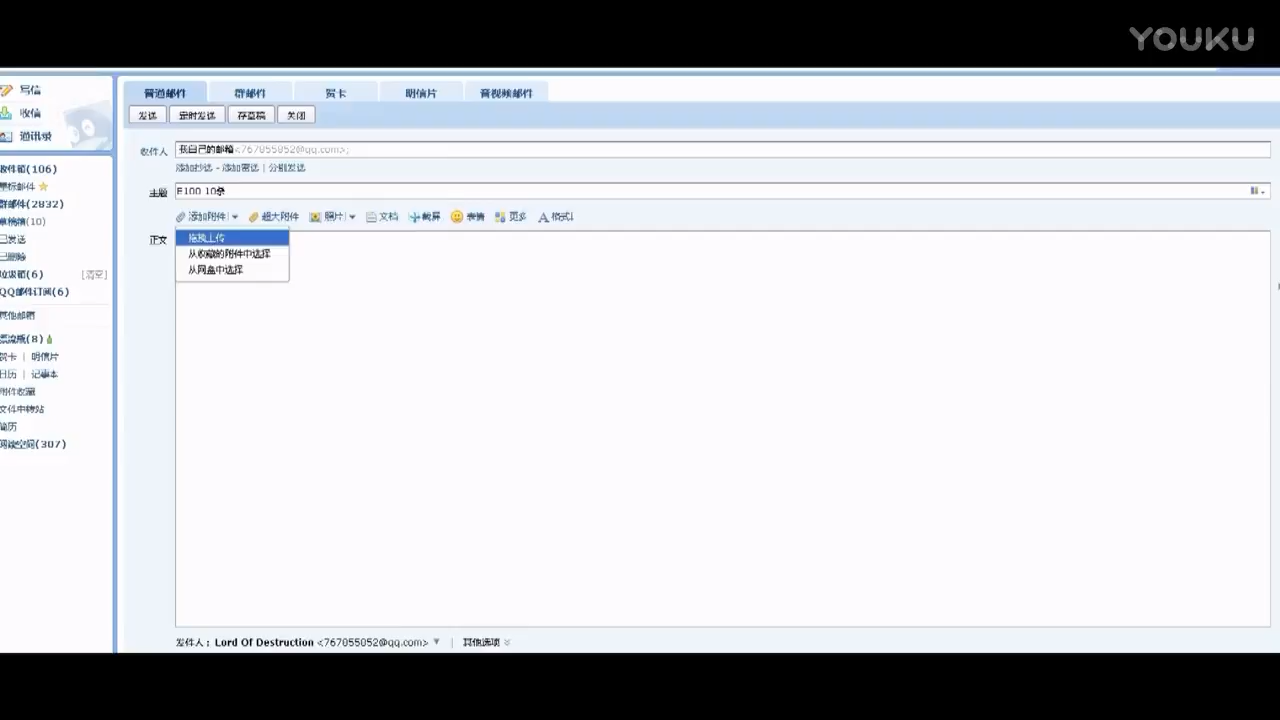 YOUKU
写信
收信
通讯录
收件箱(106)
星标邮件
群邮件(2832)
草稿箱(10)
已发送
已删除
垃圾箱(6) [清空]
QQ邮件订阅(6)
其他邮箱
漂流瓶(8)
贺卡 | 明信片
日历 | 记事本
附件收藏
文件中转站
简历
阅读空间(307)
普通邮件 群邮件 贺卡 明信片 音视频邮件
发送 定时发送 存草稿 关闭
收件人 我自己的邮箱<767055052@qq.com>;
添加抄送 - 添加密送 | 分别发送
主题 E100 10条
添加附件 超大附件 照片 文档 截屏 表情 更多 格式↓
正文
拖拽上传
从收藏的附件中选择
从网盘中选择
发件人：Lord Of Destruction <767055052@qq.com> | 其他选项